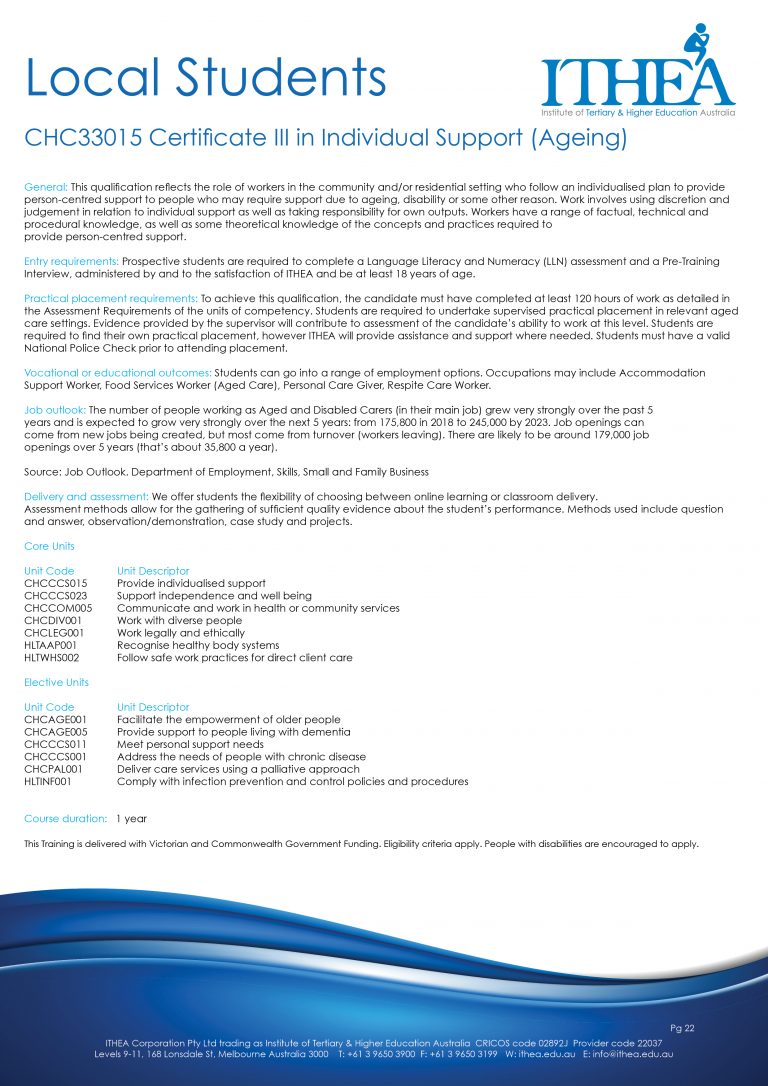 Local Students
ITHEA
Institute of Tertiary & Higher Education Australia
CHC33015 Certificate III in Individual Support (Ageing)
General: This qualification reflects the role of workers in the community and/or residential setting who follow an individualised plan to provide
person-centred support to people who may require support due to ageing, disability or some other reason. Work involves using discretion and
judgement in relation to individual support as well as taking responsibility for own outputs. Workers have a range of factual, technical and
procedural knowledge, as well as some theoretical knowledge of the concepts and practices required to
provide person-centred support.
Entry requirements: Prospective students are required to complete a Language Literacy and Numeracy (LLN) assessment and a Pre-Training
Interview, administered by and to the satisfaction of ITHEA and be at least 18 years of age.
Practical placement requirements: To achieve this qualification, the candidate must have completed at least 120 hours of work as detailed in
the Assessment Requirements of the units of competency. Students are required to undertake supervised practical placement in relevant aged
care settings. Evidence provided by the supervisor will contribute to assessment of the candidate's ability to work at this level. Students are
required to find their own practical placement, however ITHEA will provide assistance and support where needed. Students must have a valid
National Police Check prior to attending placement.
Vocational or educational outcomes: Students can go into a range of employment options. Occupations may include Accommodation
Support Worker, Food Services Worker (Aged Care), Personal Care Giver, Respite Care Worker.
Job outlook: The number of people working as Aged and Disabled Carers (in their main job) grew very strongly over the past 5
years and is expected to grow very strongly over the next 5 years: from 175,800 in 2018 to 245,000 by 2023. Job openings can
come from new jobs being created, but most come from turnover (workers leaving). There are likely to be around 179,000 job
openings over 5 years (that's about 35,800 a year).
Source: Job Outlook. Department of Employment, Skills, Small and Family Business
Delivery and assessment: We offer students the flexibility of choosing between online learning or classroom delivery.
Assessment methods allow for the gathering of sufficient quality evidence about the student's performance. Methods used include question
and answer, observation/demonstration, case study and projects.
Core Units
Unit Code Unit Descriptor
CHCCCS015 Provide individualised support
CHCCCS023 Support independence and well being
CHCCOM005 Communicate and work in health or community services
CHCDIV001 Work with diverse people
CHCLEG001 Work legally and ethically
HLTAAP001 Recognise healthy body systems
HLTWHS002 Follow safe work practices for direct client care
Elective Units
Unit Code Unit Descriptor
CHCAGE001 Facilitate the empowerment of older people
CHCAGE005 Provide support to people living with dementia
CHCCCS011 Meet personal support needs
CHCCCS001 Address the needs of people with chronic disease
CHCPAL001 Deliver care services using a palliative approach
HLTINF001 Comply with infection prevention and control policies and procedures
Course duration: 1 year
This Training is delivered with Victorian and Commonwealth Government Funding. Eligibility criteria apply. People with disabilities are encouraged to apply.
Pg 22
ITHEA Corporation Pty Ltd trading as Institute of Tertiary & Higher Education Australia CRICOS code 02892J Provider code 22037
Levels 9-11, 168 Lonsdale St, Melbourne Australia 3000 T: +61 3 9650 3900 F: +61 3 9650 3199 W: ithea.edu.au E: info@ithea.edu.au